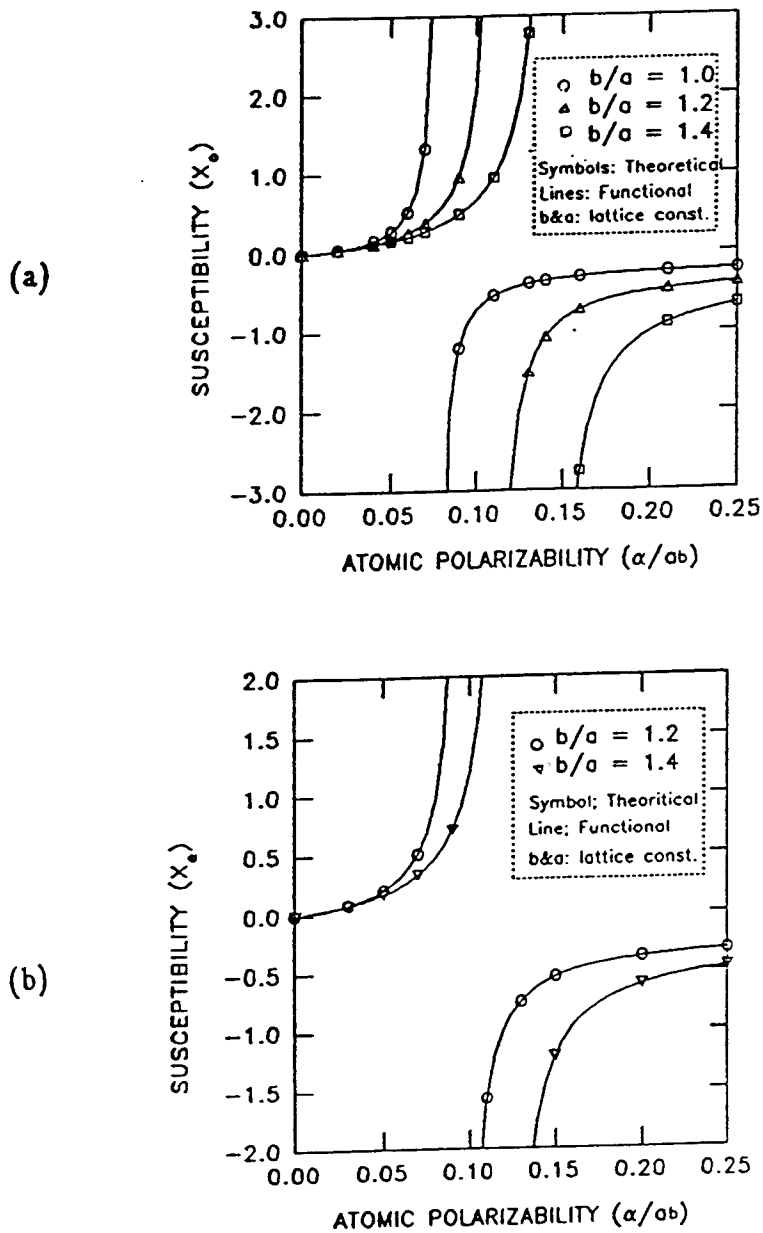 (a)
SUSCEPTIBILITY (Xe)
3.0
2.0
1.0
0.0
−1.0
−2.0
−3.0
0.00 0.05 0.10 0.15 0.20 0.25
ATOMIC POLARIZABILITY (α/ab)
b/a = 1.0
b/a = 1.2
b/a = 1.4
Symbols: Theoretical
Lines: Functional
b&a: lattice const.
(b)
SUSCEPTIBILITY (Xe)
2.0
1.5
1.0
0.5
0.0
−0.5
−1.0
−1.5
−2.0
0.00 0.05 0.10 0.15 0.20 0.25
ATOMIC POLARIZABILITY (α/ab)
b/a = 1.2
b/a = 1.4
Symbol; Theoritical
Line; Functional
b&a: lattice const.